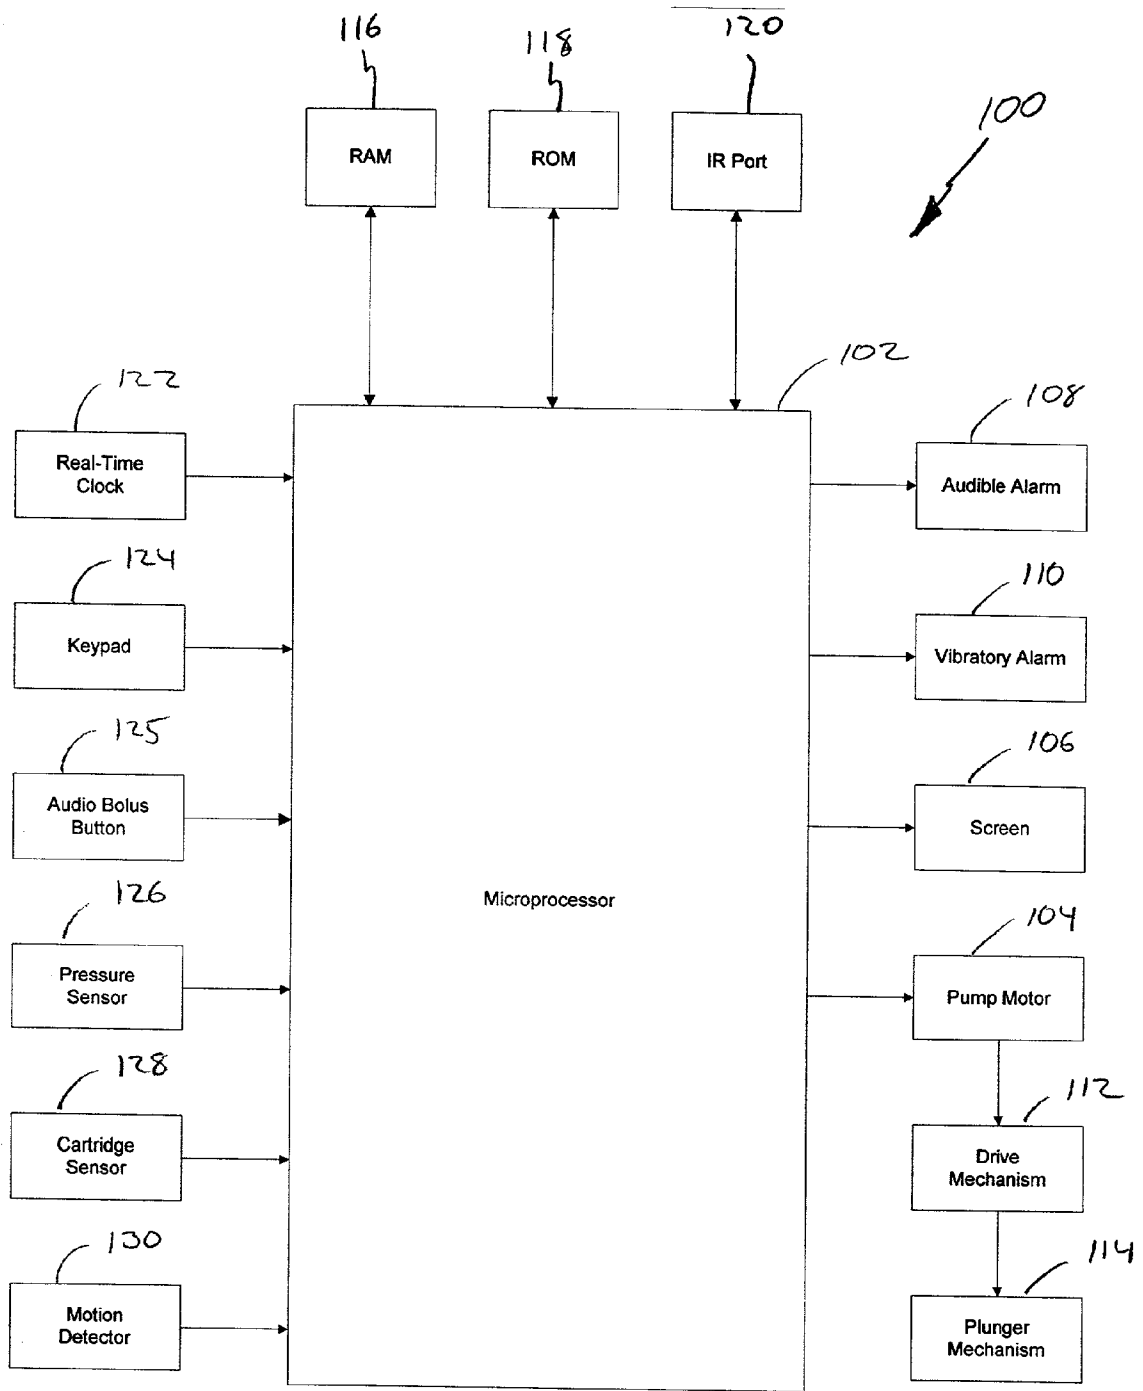 116
118
120
100
RAM
ROM
IR Port
102
122
108
Real-Time
Clock
Audible Alarm
124
110
Keypad
Vibratory Alarm
125
106
Audio Bolus
Button
Screen
126
Microprocessor
104
Pressure
Sensor
Pump Motor
128
112
Cartridge
Sensor
Drive
Mechanism
130
114
Motion
Detector
Plunger
Mechanism